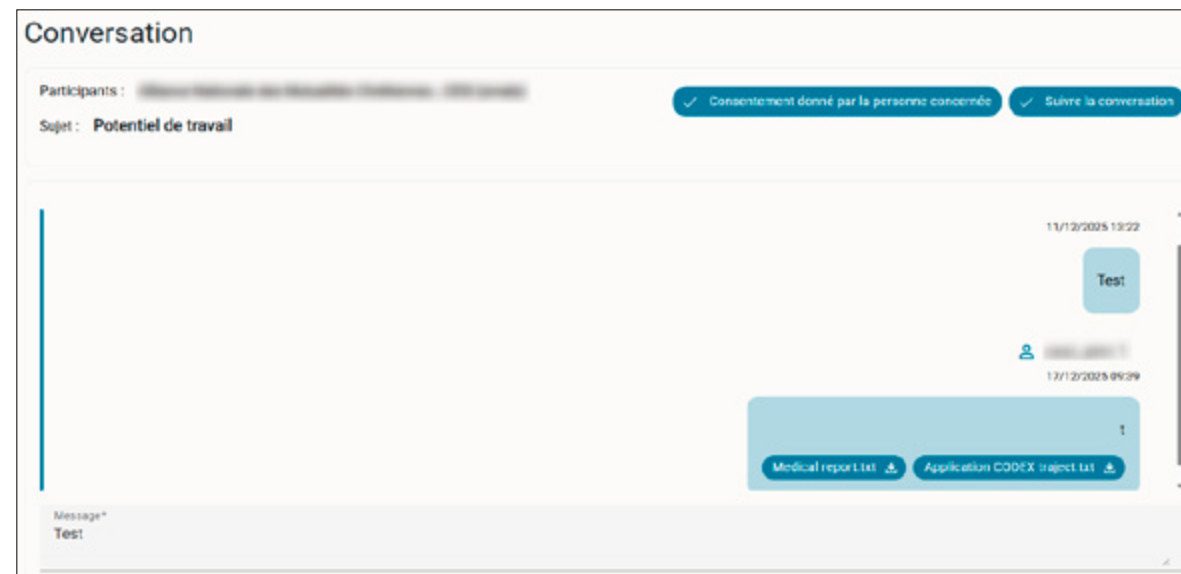 Conversation
Participants :
Consentement donné par la personne concernée
Suivre la conversation
Sujet : Potentiel de travail
11/12/2025 13:22
Test
17/12/2025 09:39
t
Medical report.txt
Application CODEX traject.txt
Message*
Test